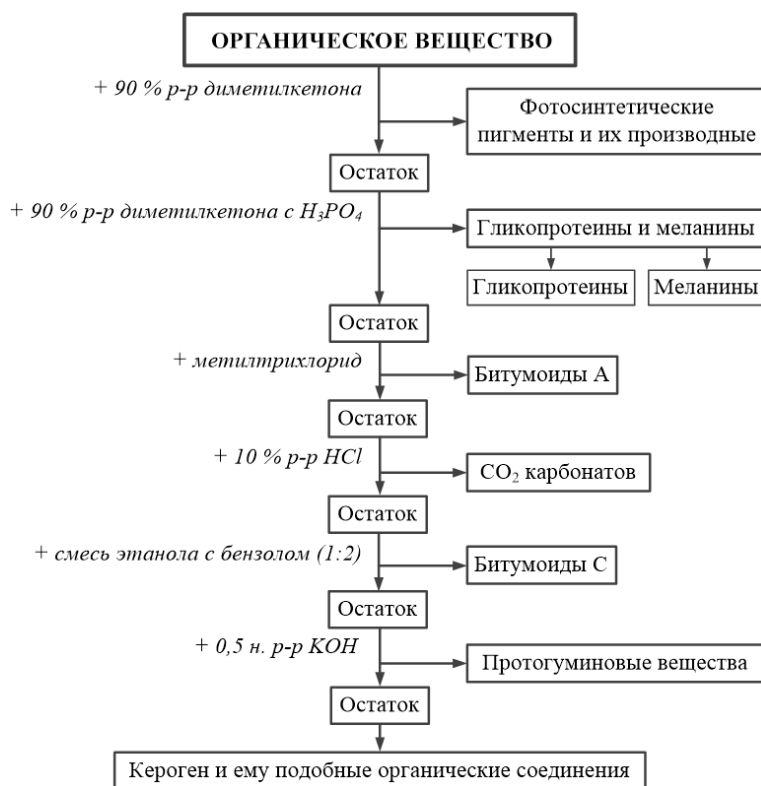 ОРГАНИЧЕСКОЕ ВЕЩЕСТВО
+ 90 % р-р диметилкетона
Фотосинтетические
пигменты и их производные
Остаток
+ 90 % р-р диметилкетона с H₃PO₄
Гликопротеины и меланины
Гликопротеины
Меланины
Остаток
+ метилтрихлорид
Битумоиды А
Остаток
+ 10 % р-р HCl
CO₂ карбонатов
Остаток
+ смесь этанола с бензолом (1:2)
Битумоиды С
Остаток
+ 0,5 н. р-р KOH
Протогуминовые вещества
Остаток
Кероген и ему подобные органические соединения